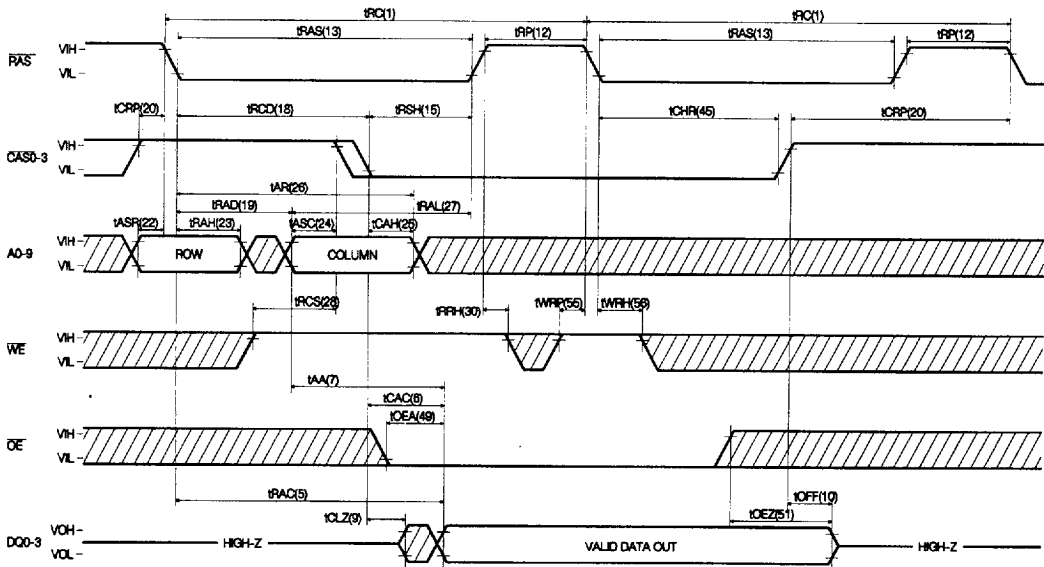 tRC(1) tRC(1)
tRAS(13) tRP(12) tRAS(13) tRP(12)
RAS VIH
VIL
tCRP(20) tRCD(18) tRSH(15) tCHR(45) tCRP(20)
CAS0-3 VIH
VIL
tAR(26)
tRAD(19) tRAL(27)
tASR(22) tRAH(23) tASC(24) tCAH(25)
A0-9 VIH
VIL
ROW COLUMN
tRCS(28) tRRH(30) tWRP(55) tWRH(56)
WE VIH
VIL
tAA(7)
tCAC(6)
tOEA(49)
OE VIH
VIL
tRAC(5) tOFF(10)
tCLZ(9) tOEZ(51)
DQ0-3 VOH
VOL
HIGH-Z VALID DATA OUT HIGH-Z